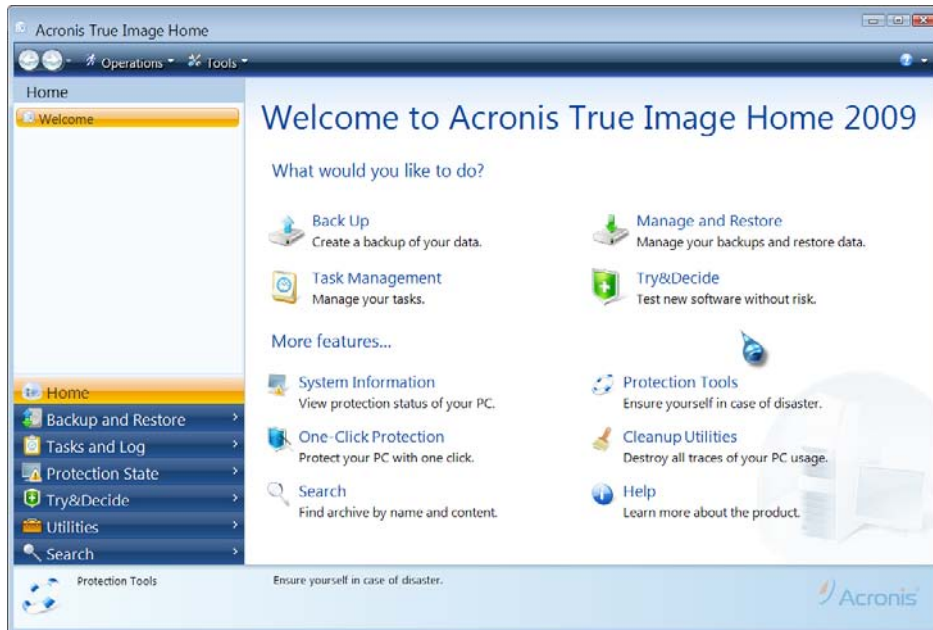 Acronis True Image Home
Operations Tools
Home
Welcome
Welcome to Acronis True Image Home 2009
What would you like to do?
Back Up
Create a backup of your data.
Manage and Restore
Manage your backups and restore data.
Task Management
Manage your tasks.
Try&Decide
Test new software without risk.
More features...
System Information
View protection status of your PC.
Protection Tools
Ensure yourself in case of disaster.
One-Click Protection
Protect your PC with one click.
Cleanup Utilities
Destroy all traces of your PC usage.
Search
Find archive by name and content.
Help
Learn more about the product.
Home
Backup and Restore
Tasks and Log
Protection State
Try&Decide
Utilities
Search
Protection Tools
Ensure yourself in case of disaster.
Acronis